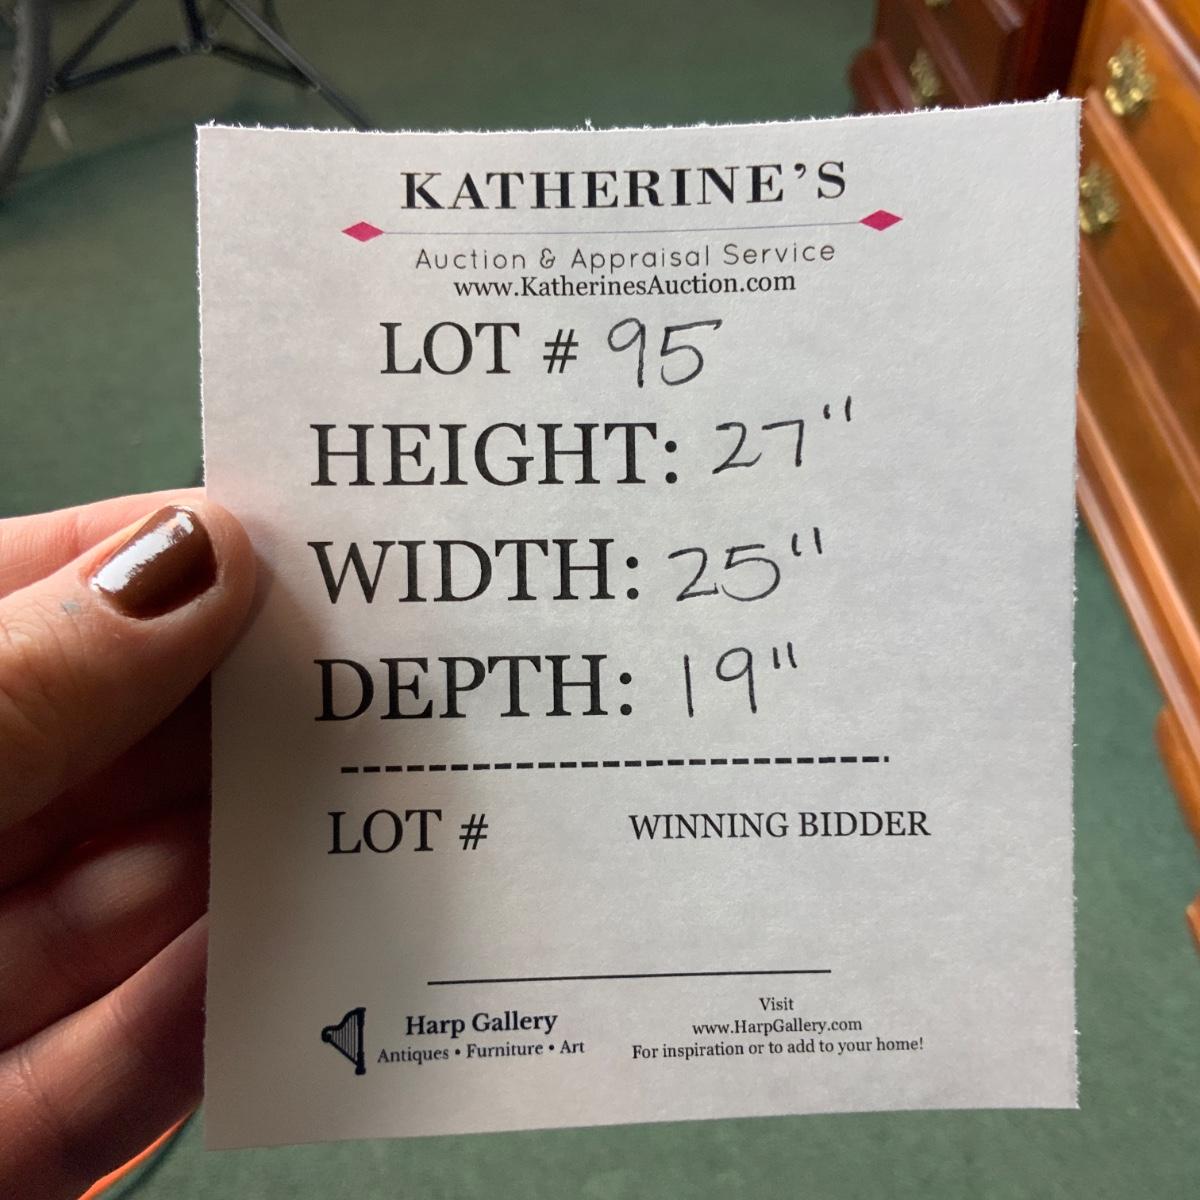 KATHERINE'S
Auction & Appraisal Service
www.KatherinesAuction.com
LOT # 95
HEIGHT: 27"
WIDTH: 25"
DEPTH: 19"
LOT # WINNING BIDDER
Harp Gallery
Antiques • Furniture • Art
Visit
www.HarpGallery.com
For inspiration or to add to your home!